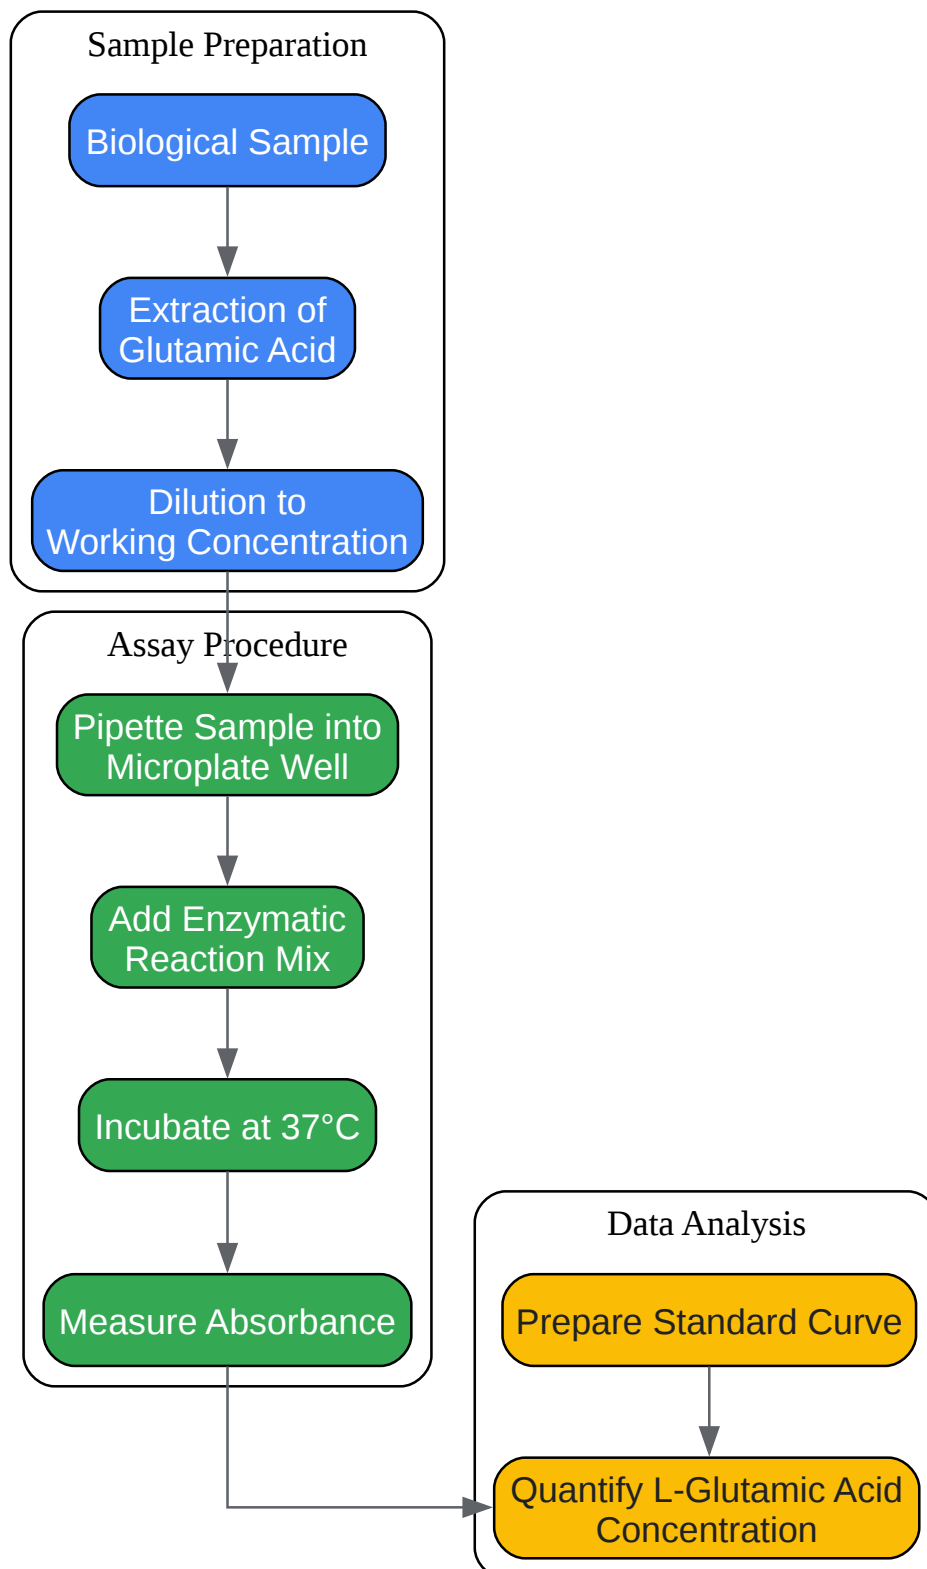 Sample Preparation
Biological Sample
Extraction of
Glutamic Acid
Dilution to
Working Concentration
Assay Procedure
Pipette Sample into
Microplate Well
Add Enzymatic
Reaction Mix
Incubate at 37°C
Measure Absorbance
Data Analysis
Prepare Standard Curve
Quantify L-Glutamic Acid
Concentration